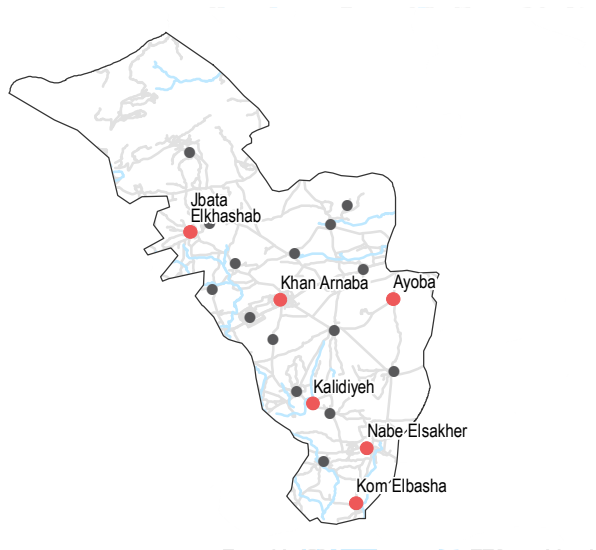 Jbata
Elkhashab
Khan Arnaba
Ayoba
Kalidiyeh
Nabe Elsakher
Kom Elbasha